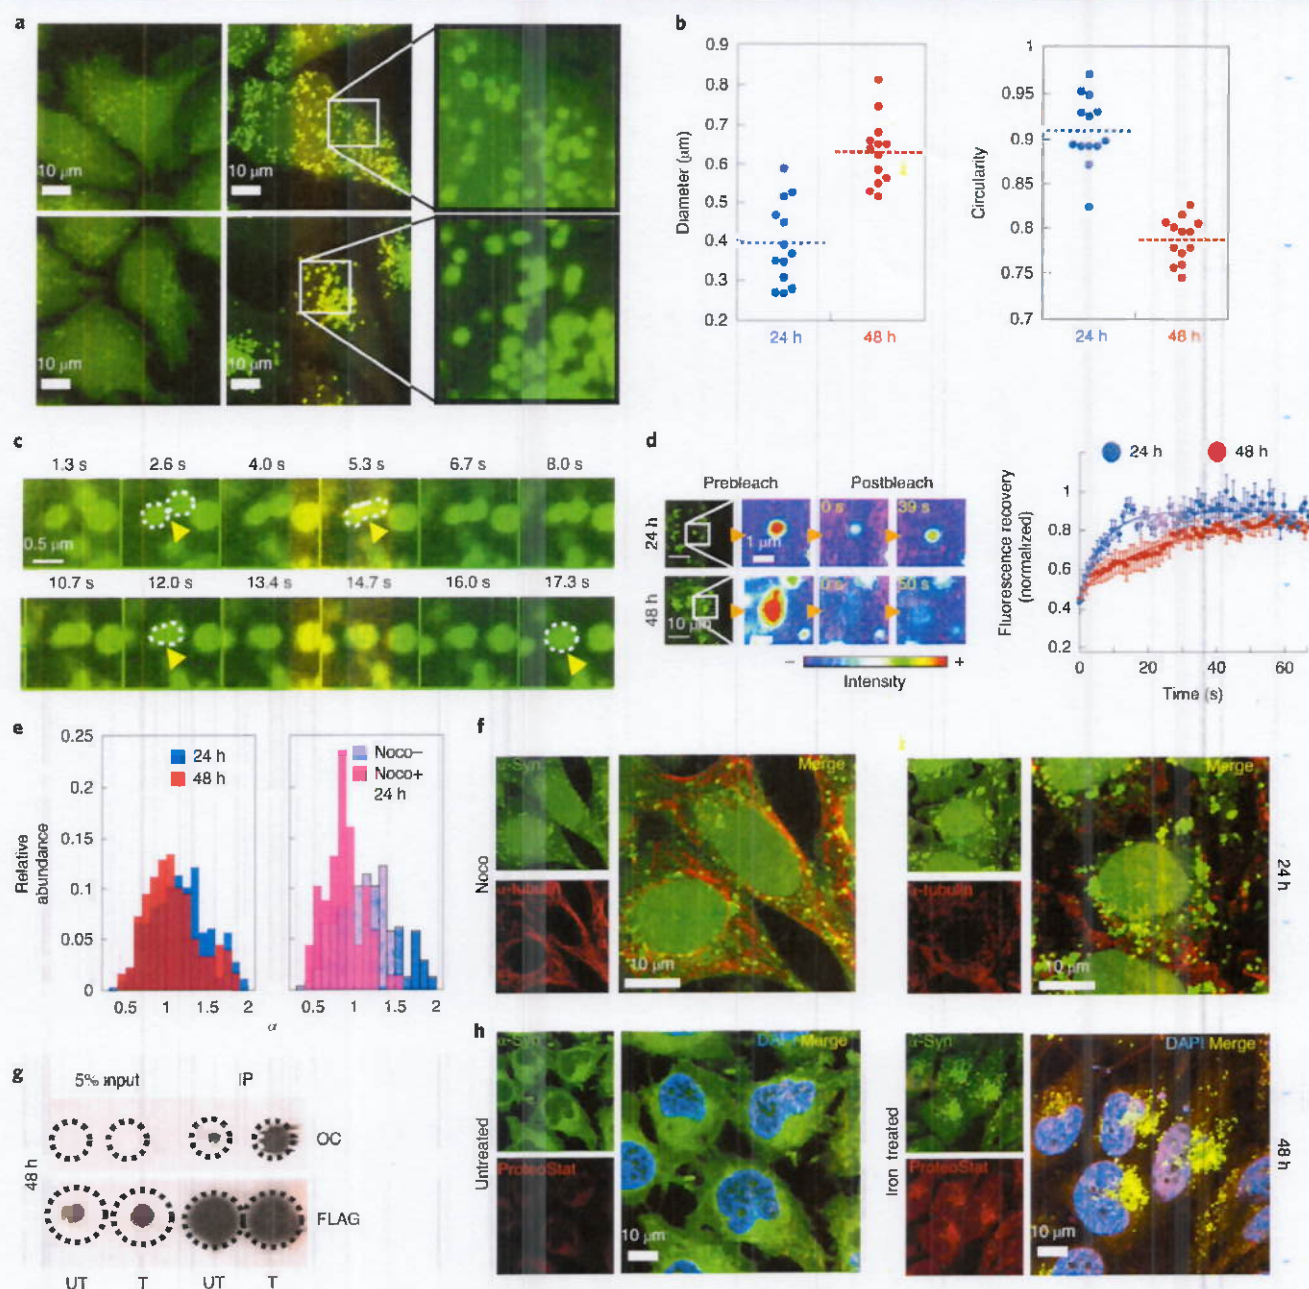 a
10 μm
10 μm
10 μm
10 μm
b
0.9
0.8
0.7
0.6
0.5
0.4
0.3
0.2
Diameter (μm)
24 h
48 h
1
0.95
0.9
0.85
0.8
0.75
0.7
Circularity
24 h
48 h
c
1.3 s
2.6 s
4.0 s
5.3 s
6.7 s
8.0 s
0.5 μm
10.7 s
12.0 s
13.4 s
14.7 s
16.0 s
17.3 s
d
Prebleach
Postbleach
24 h
1 μm
0 s
39 s
48 h
10 μm
0 s
50 s
–
+
Intensity
24 h
48 h
Fluorescence recovery
(normalized)
1
0.8
0.6
0.4
0.2
0
20
40
60
Time (s)
e
Relative
abundance
0.25
0.2
0.15
0.1
0.05
0
24 h
48 h
0.5
1
1.5
2
Noco–
Noco+
24 h
0.5
1
1.5
2
α
f
Noco
α-Syn
α-tubulin
Merge
10 μm
α-tubulin
Merge
10 μm
24 h
g
5% input
IP
48 h
OC
FLAG
UT
T
UT
T
h
Untreated
α-Syn
ProteoStat
DAPI Merge
10 μm
Iron treated
α-Syn
ProteoStat
DAPI Merge
10 μm
48 h